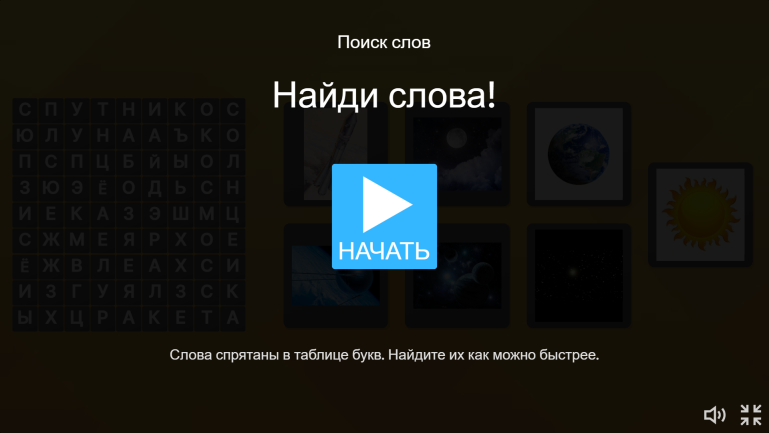 Поиск слов
Найди слова!
С П У Т Н И К О С
Ю Л У Н А А Ъ К О
П С П Ц Б Й Ы О Л
З Ю Э Ё О Д Ь С Н
И Е К А З Э Ш М Ц
С Ж М Е Я Р Х О Е
Ё Ж В Л Е А Х С И
И З Г У Я Л З С К
Ы Х Ц Р А К Е Т А
НАЧАТЬ
Слова спрятаны в таблице букв. Найдите их как можно быстрее.